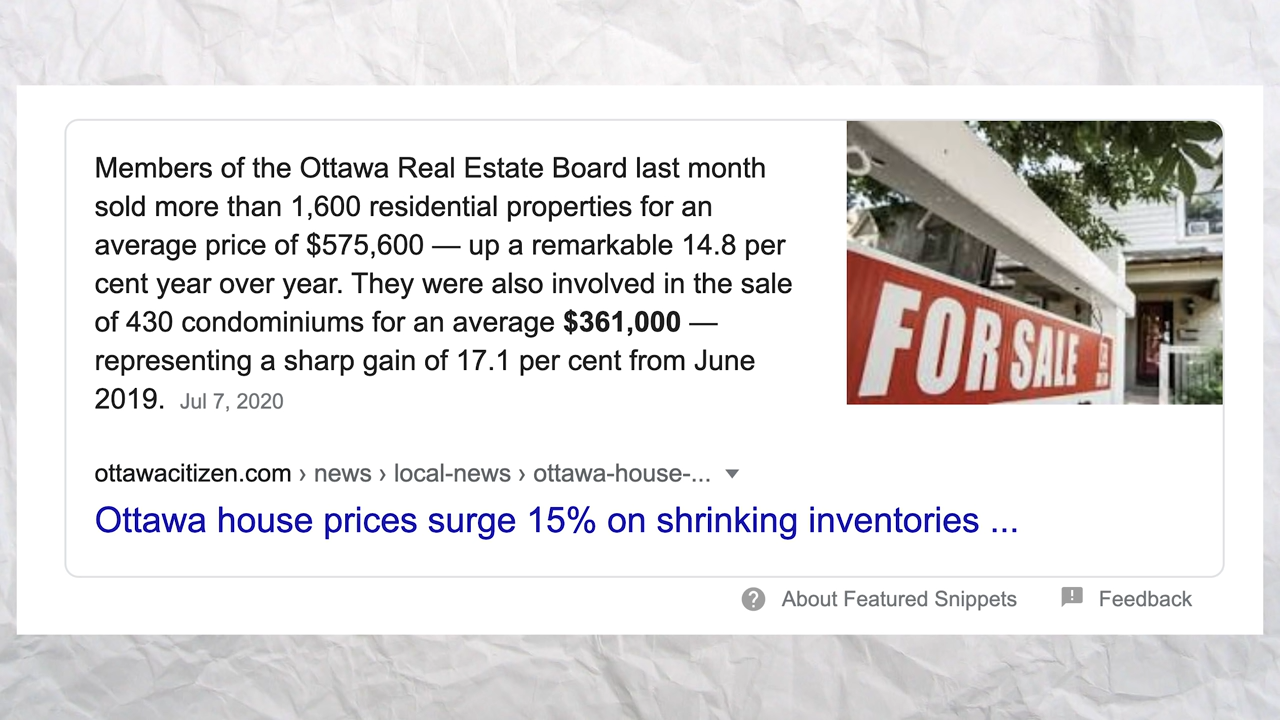 Members of the Ottawa Real Estate Board last month
sold more than 1,600 residential properties for an
average price of $575,600 — up a remarkable 14.8 per
cent year over year. They were also involved in the sale
of 430 condominiums for an average $361,000 —
representing a sharp gain of 17.1 per cent from June
2019. Jul 7, 2020
FOR SALE
ottawacitizen.com › news › local-news › ottawa-house-...
Ottawa house prices surge 15% on shrinking inventories ...
About Featured Snippets
Feedback